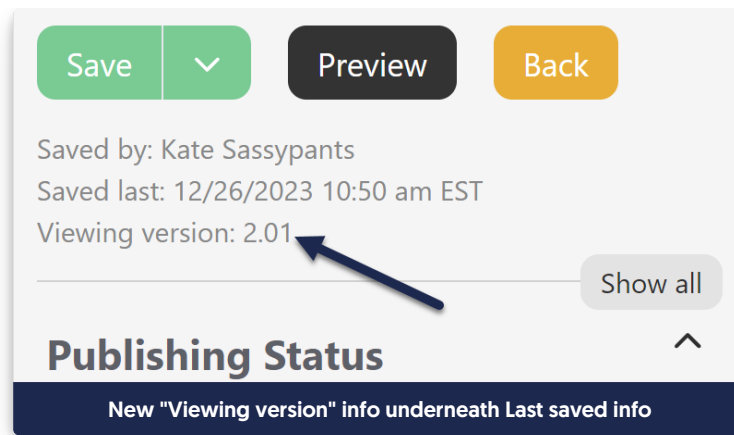 Save
Preview
Back
Saved by: Kate Sassypants
Saved last: 12/26/2023 10:50 am EST
Viewing version: 2.01
Show all
Publishing Status
New "Viewing version" info underneath Last saved info